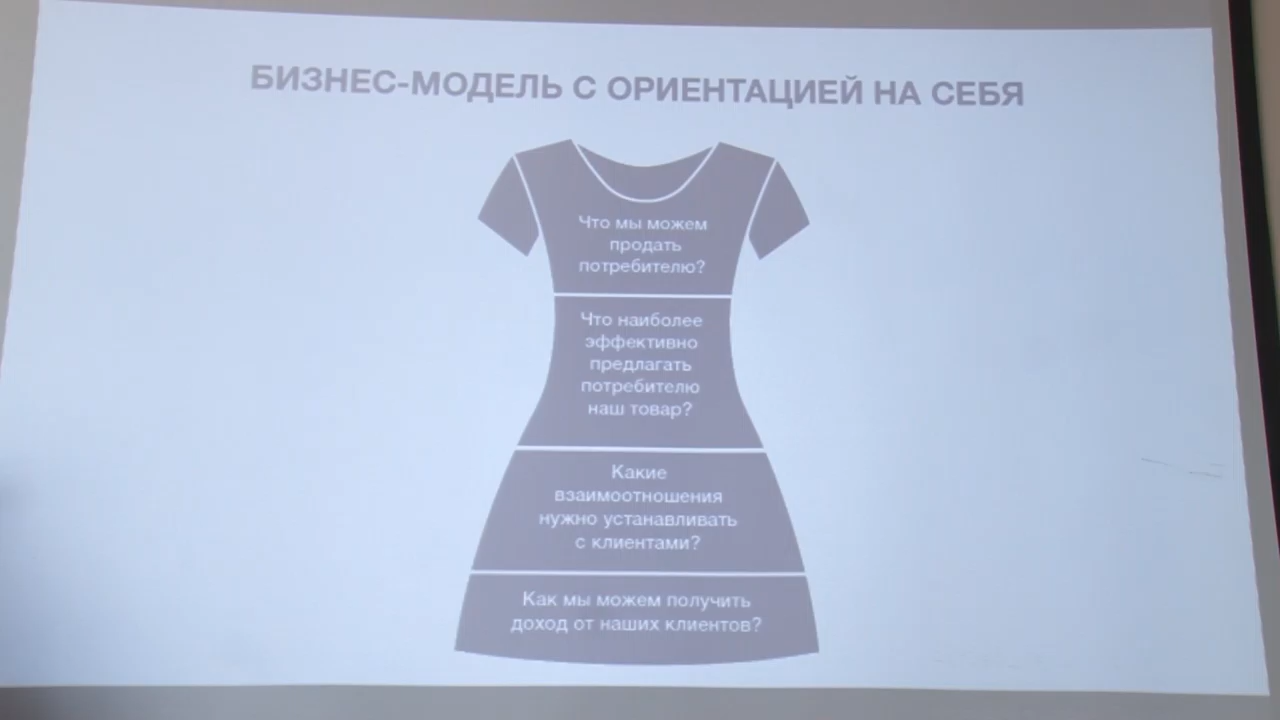 БИЗНЕС-МОДЕЛЬ С ОРИЕНТАЦИЕЙ НА СЕБЯ
Что мы можем
продать
потребителю?
Что наиболее
эффективно
предлагать
потребителю
наш товар?
Какие
взаимоотношения
нужно устанавливать
с клиентами?
Как мы можем получить
доход от наших клиентов?